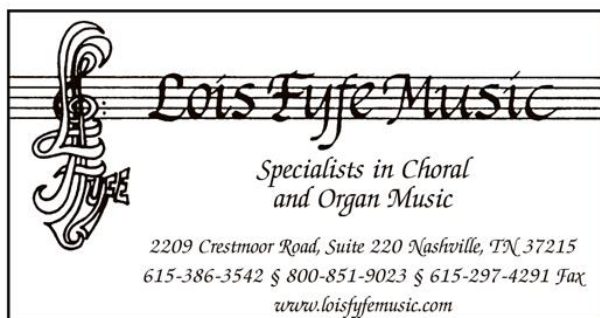 Lois Fyfe Music
FYFE
Specialists in Choral
and Organ Music
2209 Crestmoor Road, Suite 220 Nashville, TN 37215
615-386-3542 § 800-851-9023 § 615-297-4291 Fax
www.loisfyfemusic.com